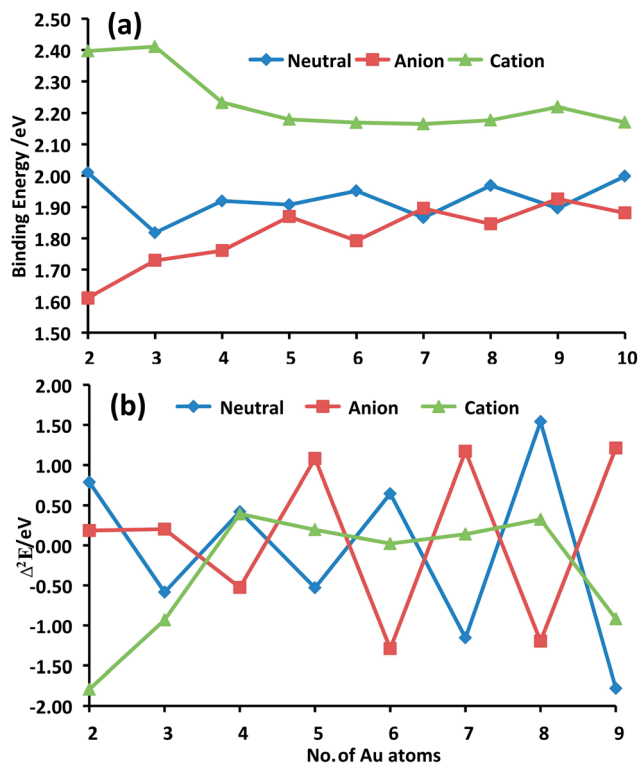 (a)
Neutral Anion Cation
Binding Energy /eV
2.50
2.40
2.30
2.20
2.10
2.00
1.90
1.80
1.70
1.60
1.50
2 3 4 5 6 7 8 9 10
(b)
Neutral Anion Cation
Δ²E/eV
2.00
1.50
1.00
0.50
0.00
-0.50
-1.00
-1.50
-2.00
2 3 4 5 6 7 8 9
No. of Au atoms